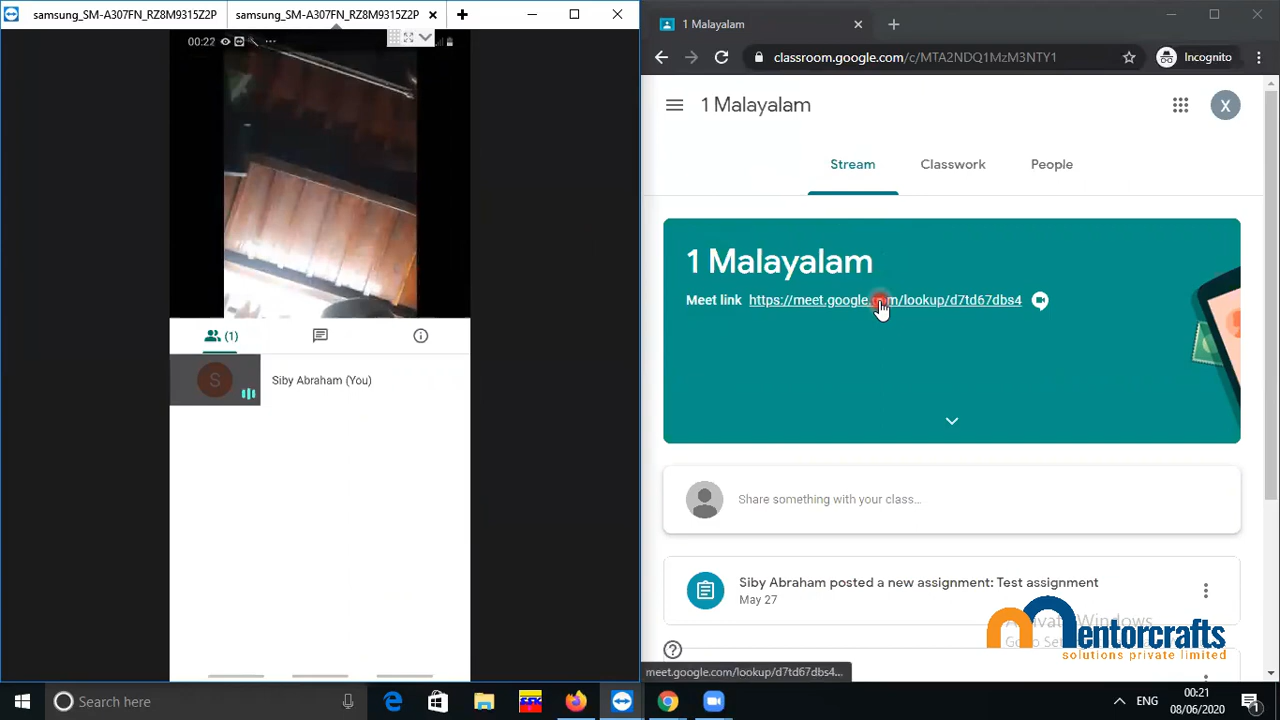 samsung_SM-A307FN_RZ8M9315Z2P
samsung_SM-A307FN_RZ8M9315Z2P
00:22
(1)
S
Siby Abraham (You)
1 Malayalam
classroom.google.com/c/MTA2NDQ1MzM3NTY1
Incognito
1 Malayalam
X
Stream
Classwork
People
1 Malayalam
Meet link https://meet.google.com/lookup/d7td67dbs4
Share something with your class...
Siby Abraham posted a new assignment: Test assignment
May 27
Activate Windows
mentorcrafts
solutions private limited
meet.google.com/lookup/d7td67dbs4...
Search here
ENG
00:21
08/06/2020